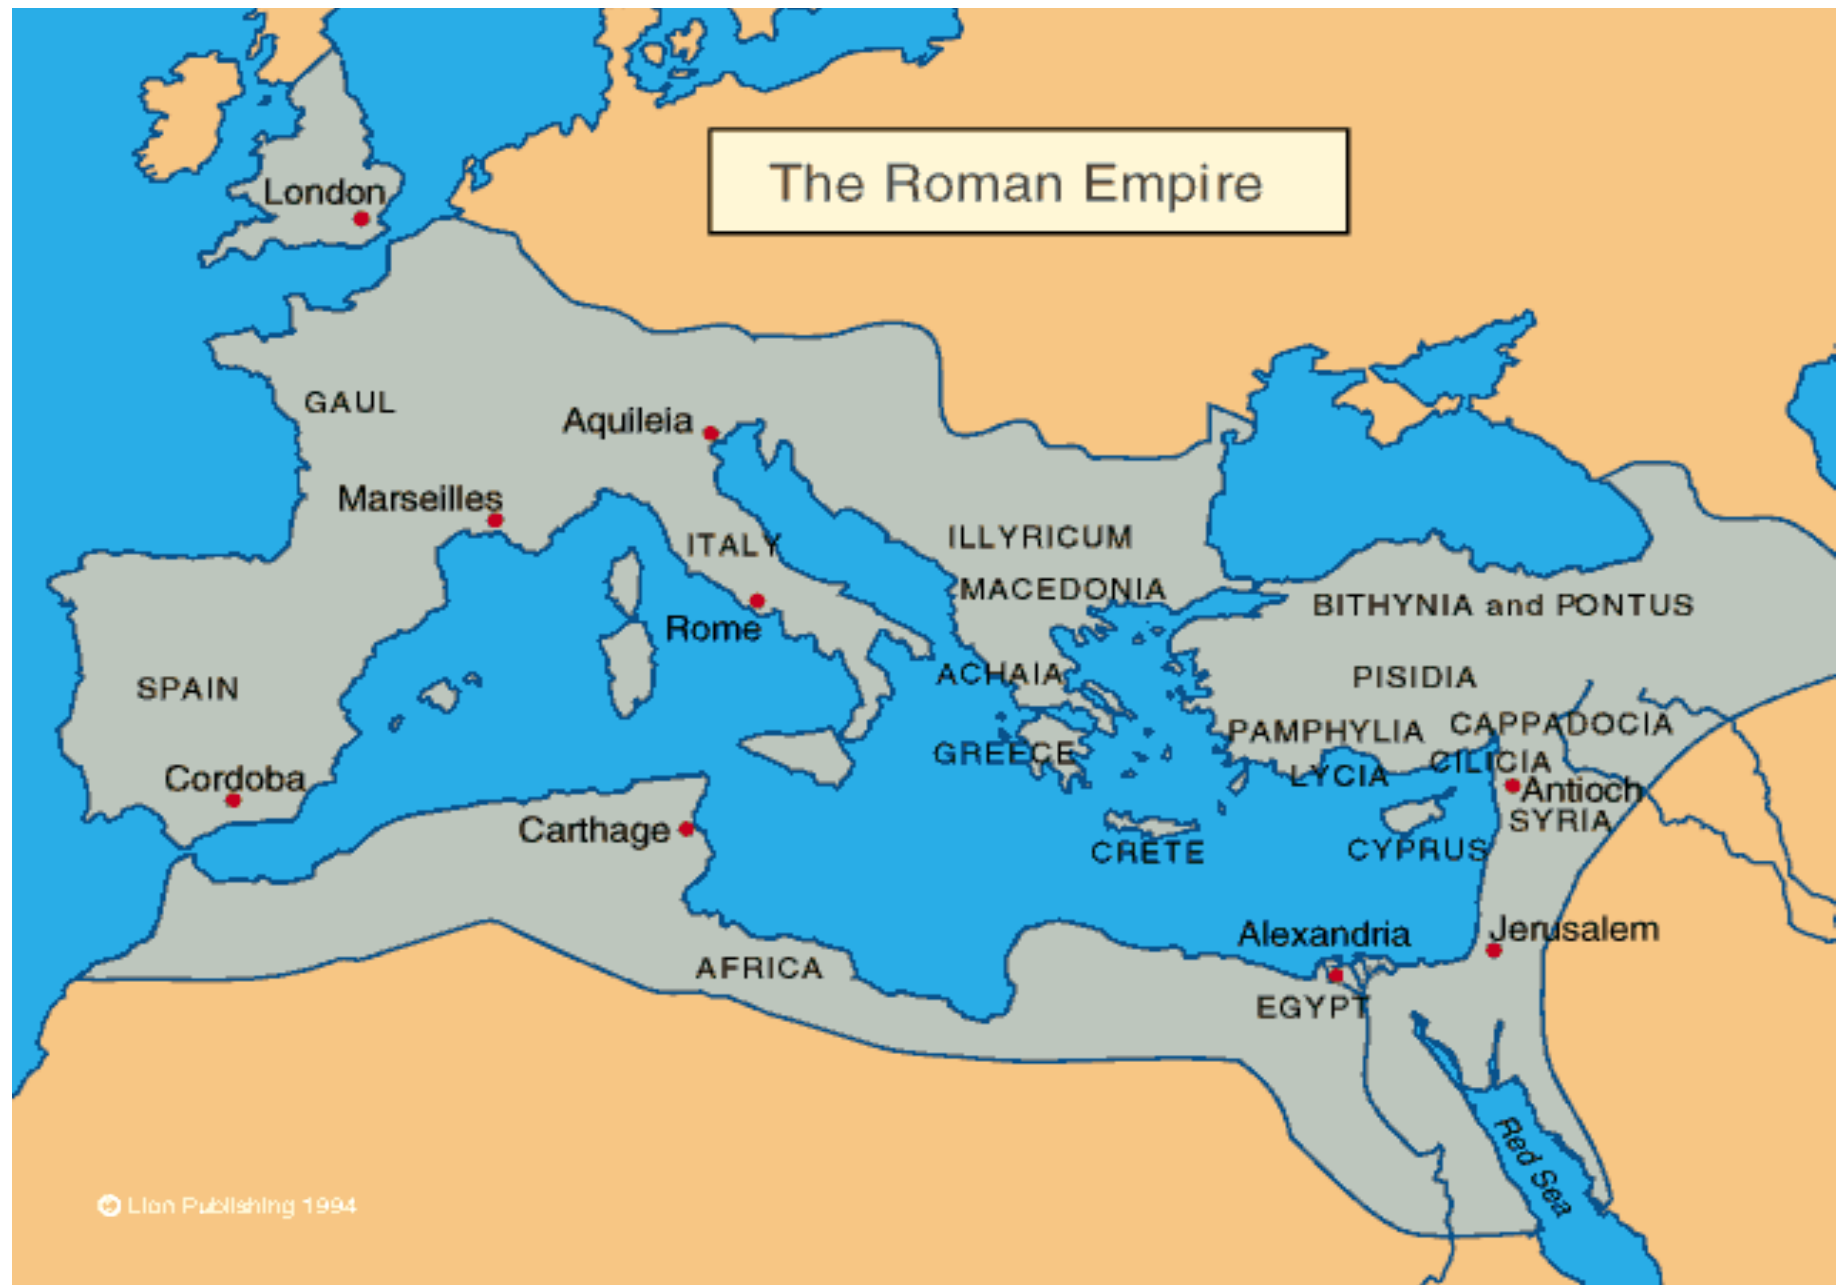 The Roman Empire
London
GAUL
Aquileia
Marseilles
ITALY
ILLYRICUM
MACEDONIA
Rome
BITHYNIA and PONTUS
SPAIN
ACHAIA
PISIDIA
PAMPHYLIA
CAPPADOCIA
GREECE
CILICIA
LYCIA
Cordoba
Antioch
SYRIA
Carthage
CRETE
CYPRUS
Alexandria
Jerusalem
AFRICA
EGYPT
Red Sea
© Lion Publishing 1994